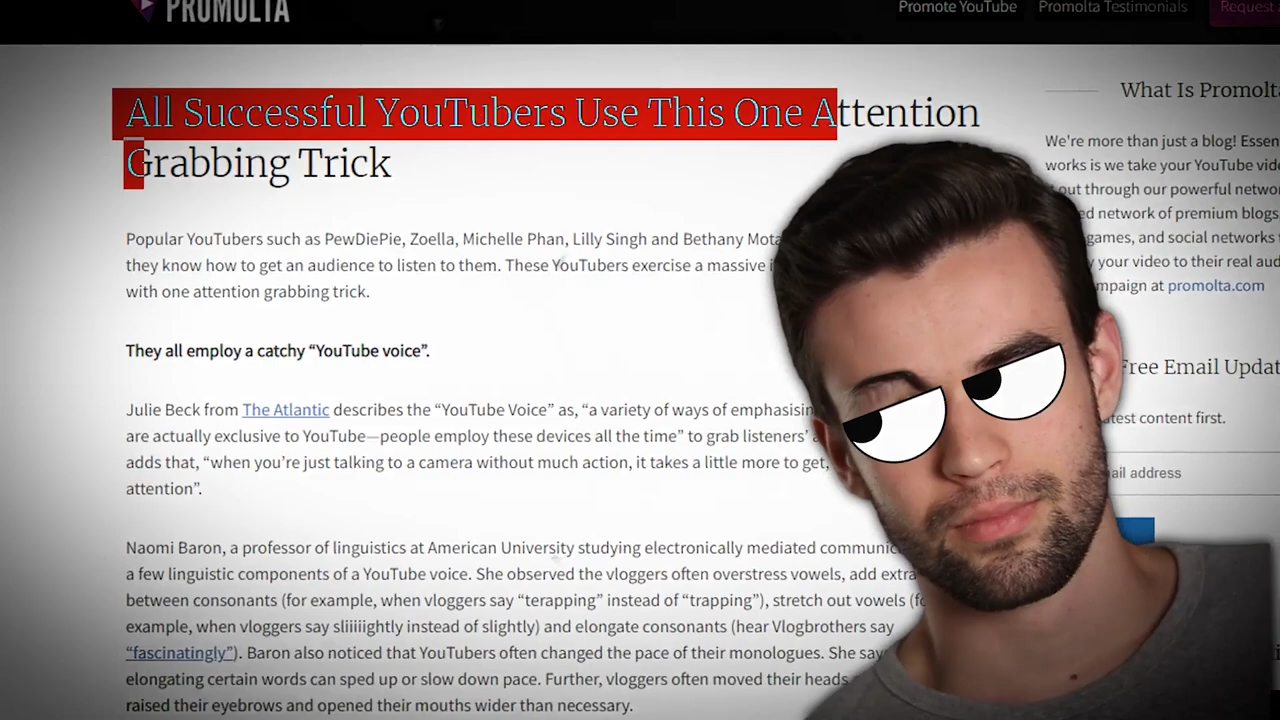 PROMOLTA
Promote YouTube
Promolta Testimonials
Request
All Successful YouTubers Use This One Attention
Grabbing Trick
Popular YouTubers such as PewDiePie, Zoella, Michelle Phan, Lilly Singh and Bethany Mota
they know how to get an audience to listen to them. These YouTubers exercise a massive
with one attention grabbing trick.
They all employ a catchy “YouTube voice”.
Julie Beck from The Atlantic describes the “YouTube Voice” as, “a variety of ways of emphasisin
are actually exclusive to YouTube—people employ these devices all the time” to grab listeners’
adds that, “when you’re just talking to a camera without much action, it takes a little more to get,
attention”.
Naomi Baron, a professor of linguistics at American University studying electronically mediated communic
a few linguistic components of a YouTube voice. She observed the vloggers often overstress vowels, add extra
between consonants (for example, when vloggers say “terapping” instead of “trapping”), stretch out vowels (fo
example, when vloggers say sliiiiightly instead of slightly) and elongate consonants (hear Vlogbrothers say
“fascinatingly”). Baron also noticed that YouTubers often changed the pace of their monologues. She say
elongating certain words can sped up or slow down pace. Further, vloggers often moved their heads
raised their eyebrows and opened their mouths wider than necessary.
What Is Promolta
We're more than just a blog! Essen
works is we take your YouTube vide
out through our powerful networ
ed network of premium blogs
games, and social networks
y your video to their real aud
mpaign at promolta.com
Free Email Updat
atest content first.
ail address